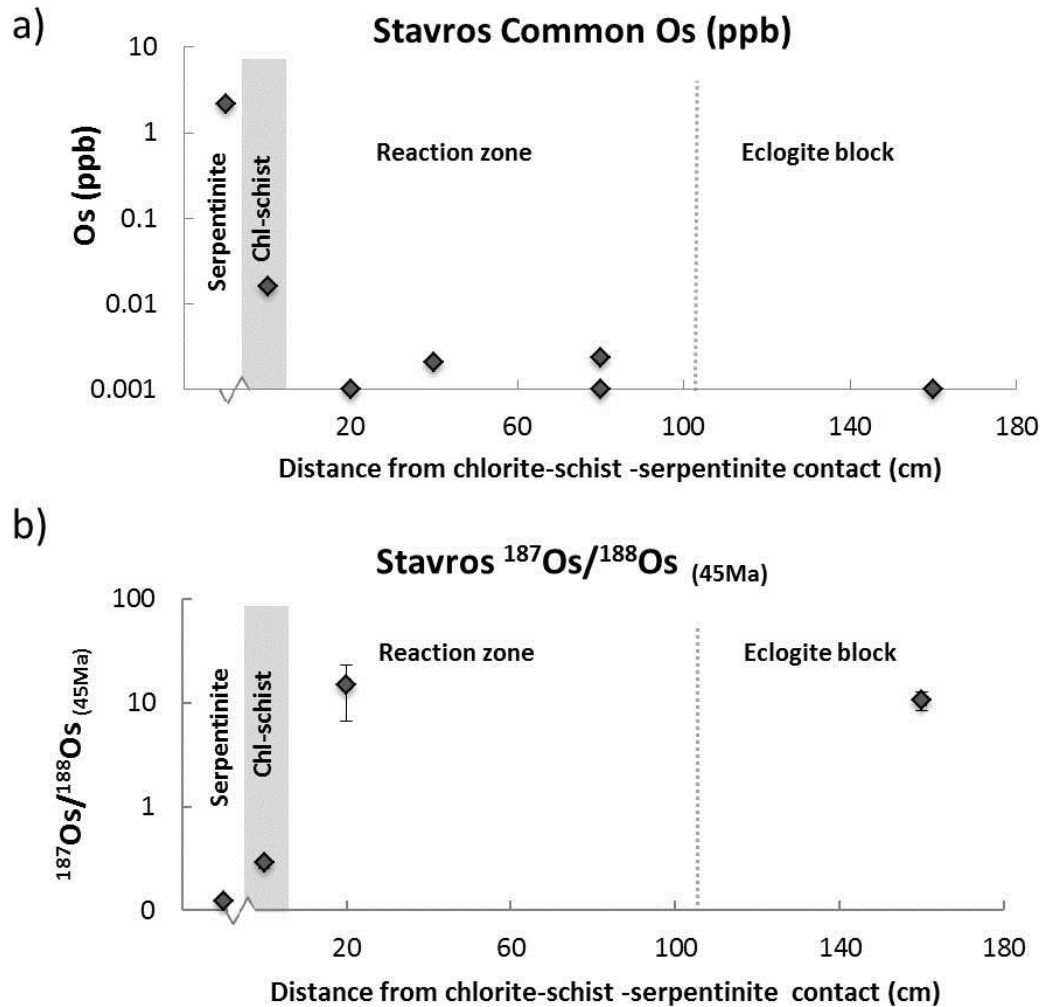 a)
Stavros Common Os (ppb)
10
1
0.1
0.01
0.001
Os (ppb)
Serpentinite
Chl-schist
Reaction zone
Eclogite block
20 60 100 140 180
Distance from chlorite-schist -serpentinite contact (cm)
b)
Stavros ¹⁸⁷Os/¹⁸⁸Os (45Ma)
100
10
1
0
¹⁸⁷Os/¹⁸⁸Os (45Ma)
Serpentinite
Chl-schist
Reaction zone
Eclogite block
20 60 100 140 180
Distance from chlorite-schist -serpentinite contact (cm)